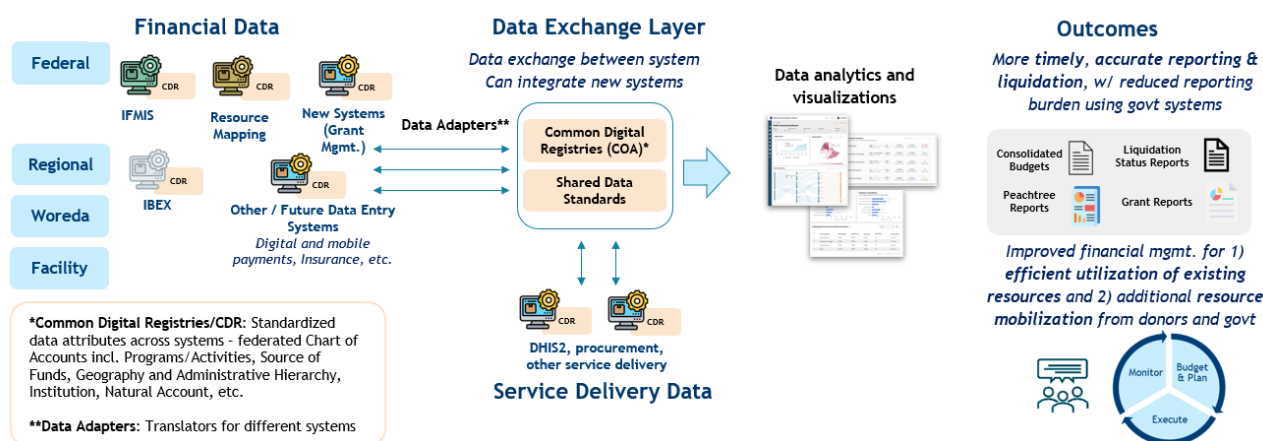 Financial Data
Federal
CDR
CDR
CDR
IFMIS
Resource
Mapping
New Systems
(Grant
Mgmt.)
Regional
CDR
CDR
IBEX
Woreda
Other / Future Data Entry
Systems
Digital and mobile
payments, Insurance, etc.
Facility
*Common Digital Registries/CDR: Standardized
data attributes across systems – federated Chart of
Accounts incl. Programs/Activities, Source of
Funds, Geography and Administrative Hierarchy,
Institution, Natural Account, etc.
**Data Adapters: Translators for different systems
Data Adapters**
Data Exchange Layer
Data exchange between system
Can integrate new systems
Common Digital
Registries (COA)*
Shared Data
Standards
CDR
CDR
DHIS2, procurement,
other service delivery
Service Delivery Data
Data analytics and
visualizations
Outcomes
More timely, accurate reporting &
liquidation, w/ reduced reporting
burden using govt systems
Consolidated
Budgets
Liquidation
Status Reports
Peachtree
Reports
Grant Reports
Improved financial mgmt. for 1)
efficient utilization of existing
resources and 2) additional resource
mobilization from donors and govt
Monitor
Budget
& Plan
Execute